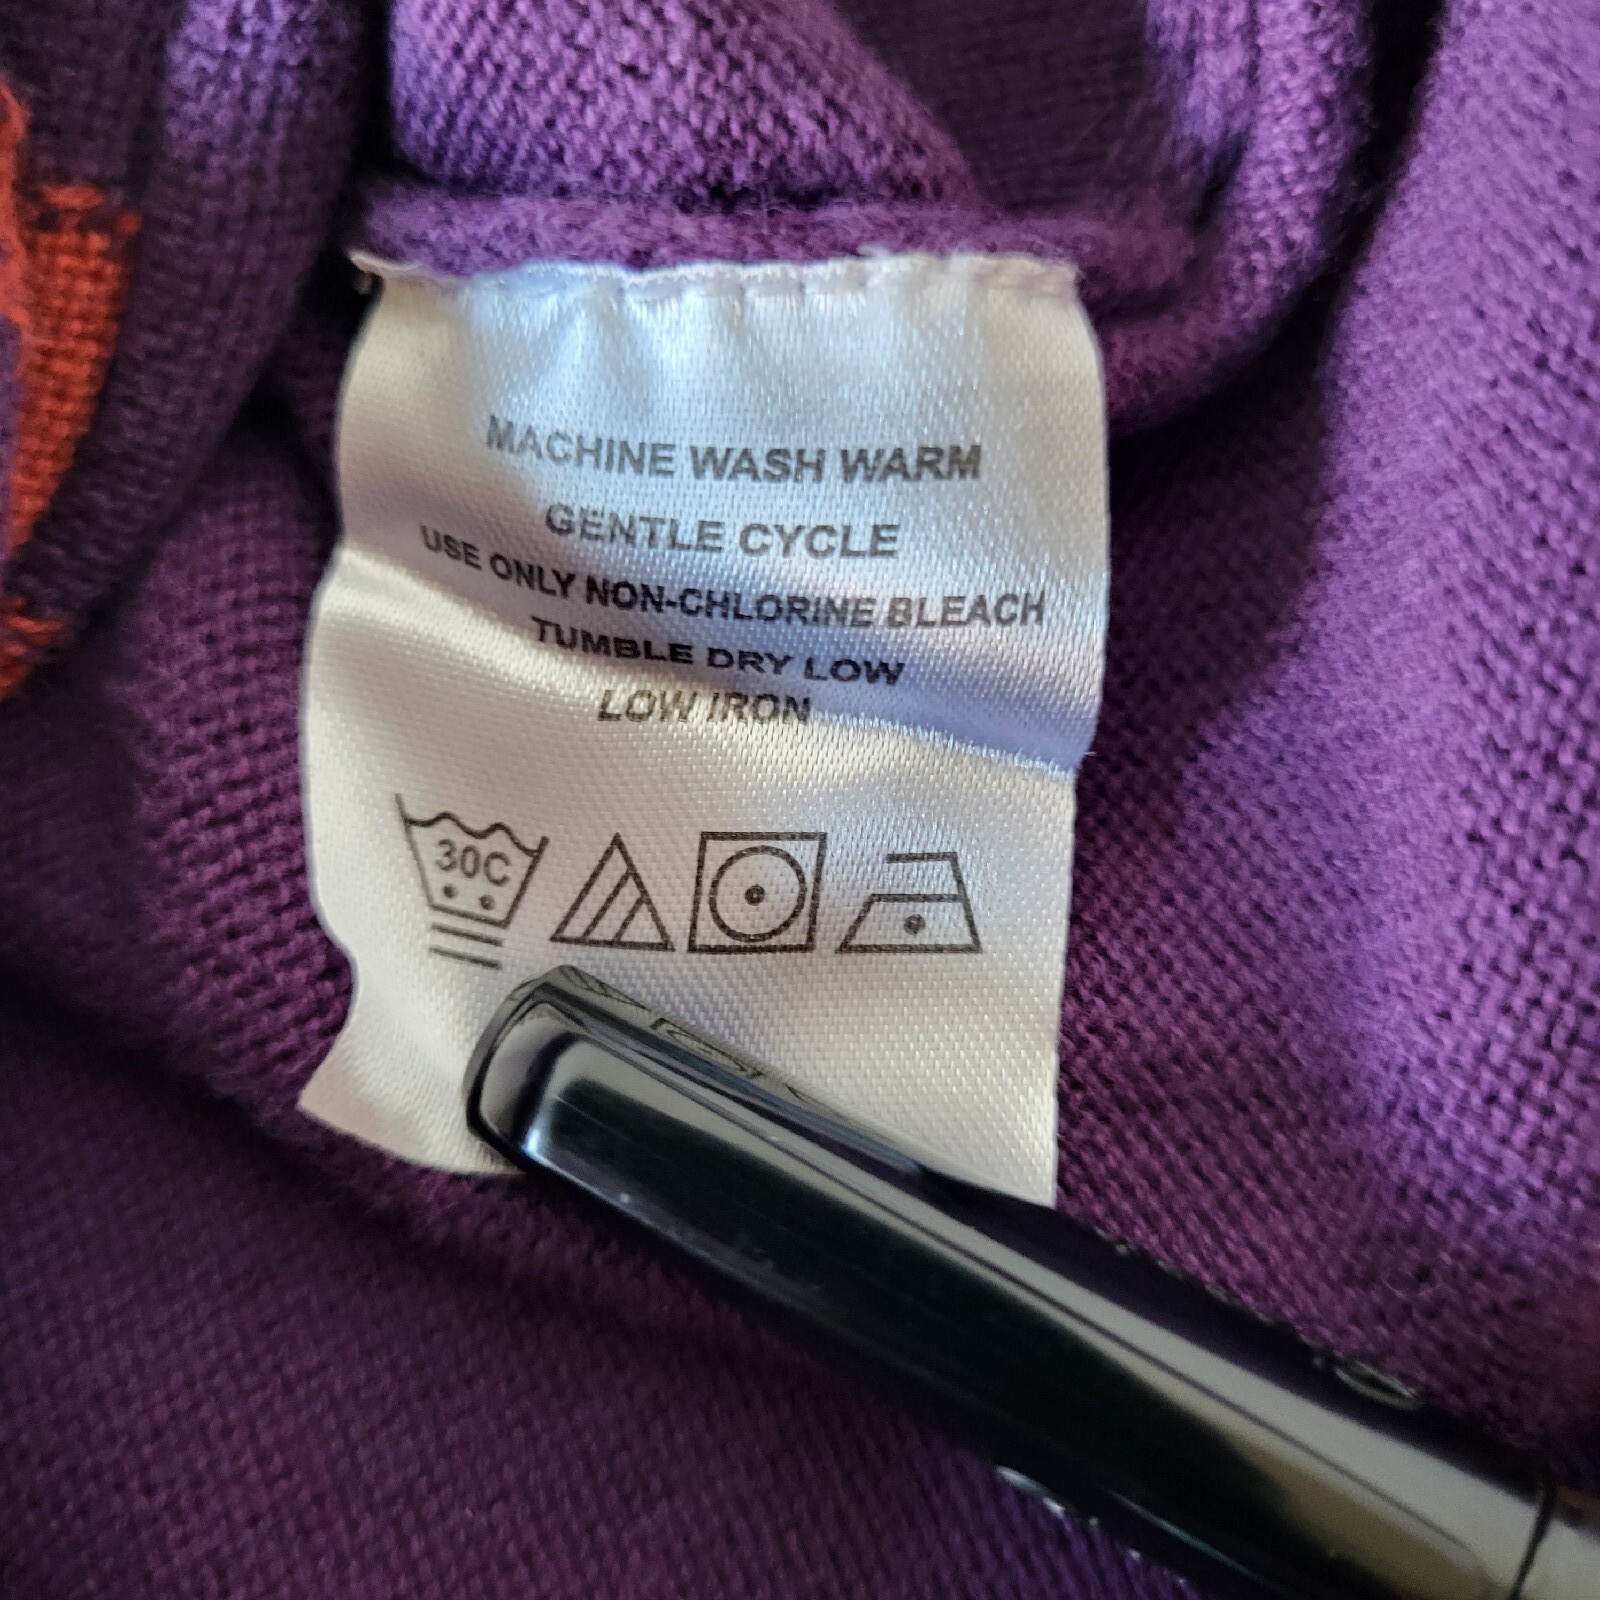 MACHINE WASH WARM
GENTLE CYCLE
USE ONLY NON-CHLORINE BLEACH
TUMBLE DRY LOW
LOW IRON
30C